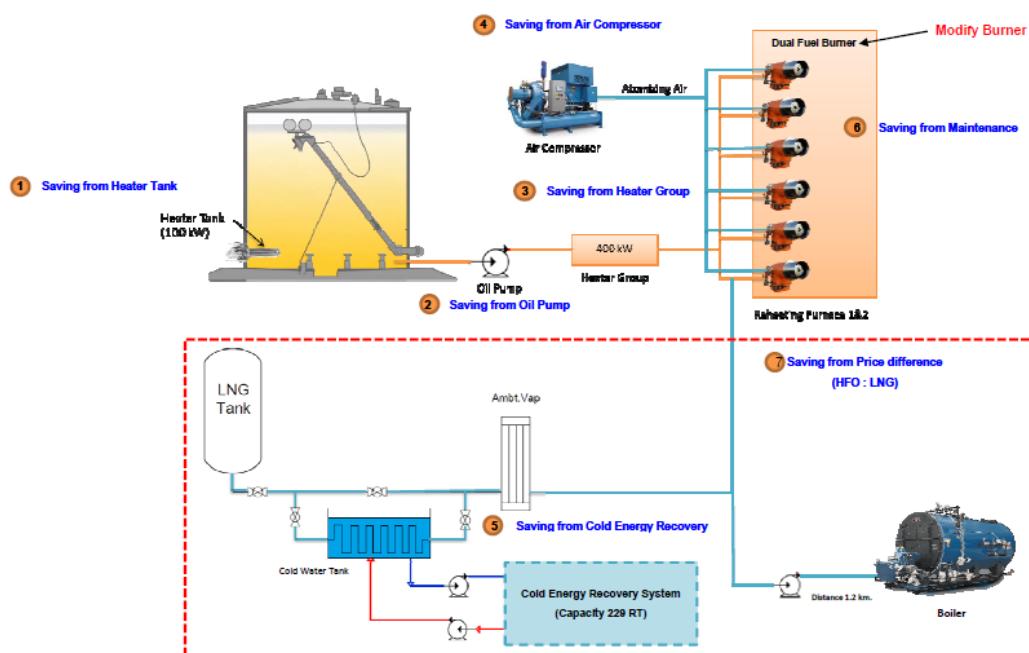 4 Saving from Air Compressor
Modify Burner
Dual Fuel Burner
Atomizing Air
Air Compressor
6 Saving from Maintenance
1 Saving from Heater Tank
3 Saving from Heater Group
Heater Tank
(100 kW)
400 kW
Oil Pump
Heater Group
2 Saving from Oil Pump
Reheating Furnace 1&2
7 Saving from Price difference
(HFO : LNG)
LNG
Tank
Ambt.Vap
5 Saving from Cold Energy Recovery
Cold Water Tank
Cold Energy Recovery System
(Capacity 229 RT)
Distance 1.2 km.
Boiler